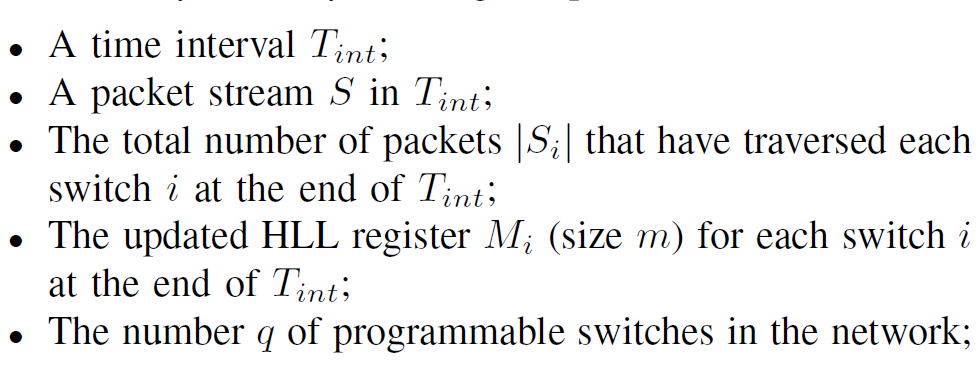 • A time interval $T_{int}$;
• A packet stream $S$ in $T_{int}$;
• The total number of packets $|S_i|$ that have traversed each
switch $i$ at the end of $T_{int}$;
• The updated HLL register $M_i$ (size $m$) for each switch $i$
at the end of $T_{int}$;
• The number $q$ of programmable switches in the network;